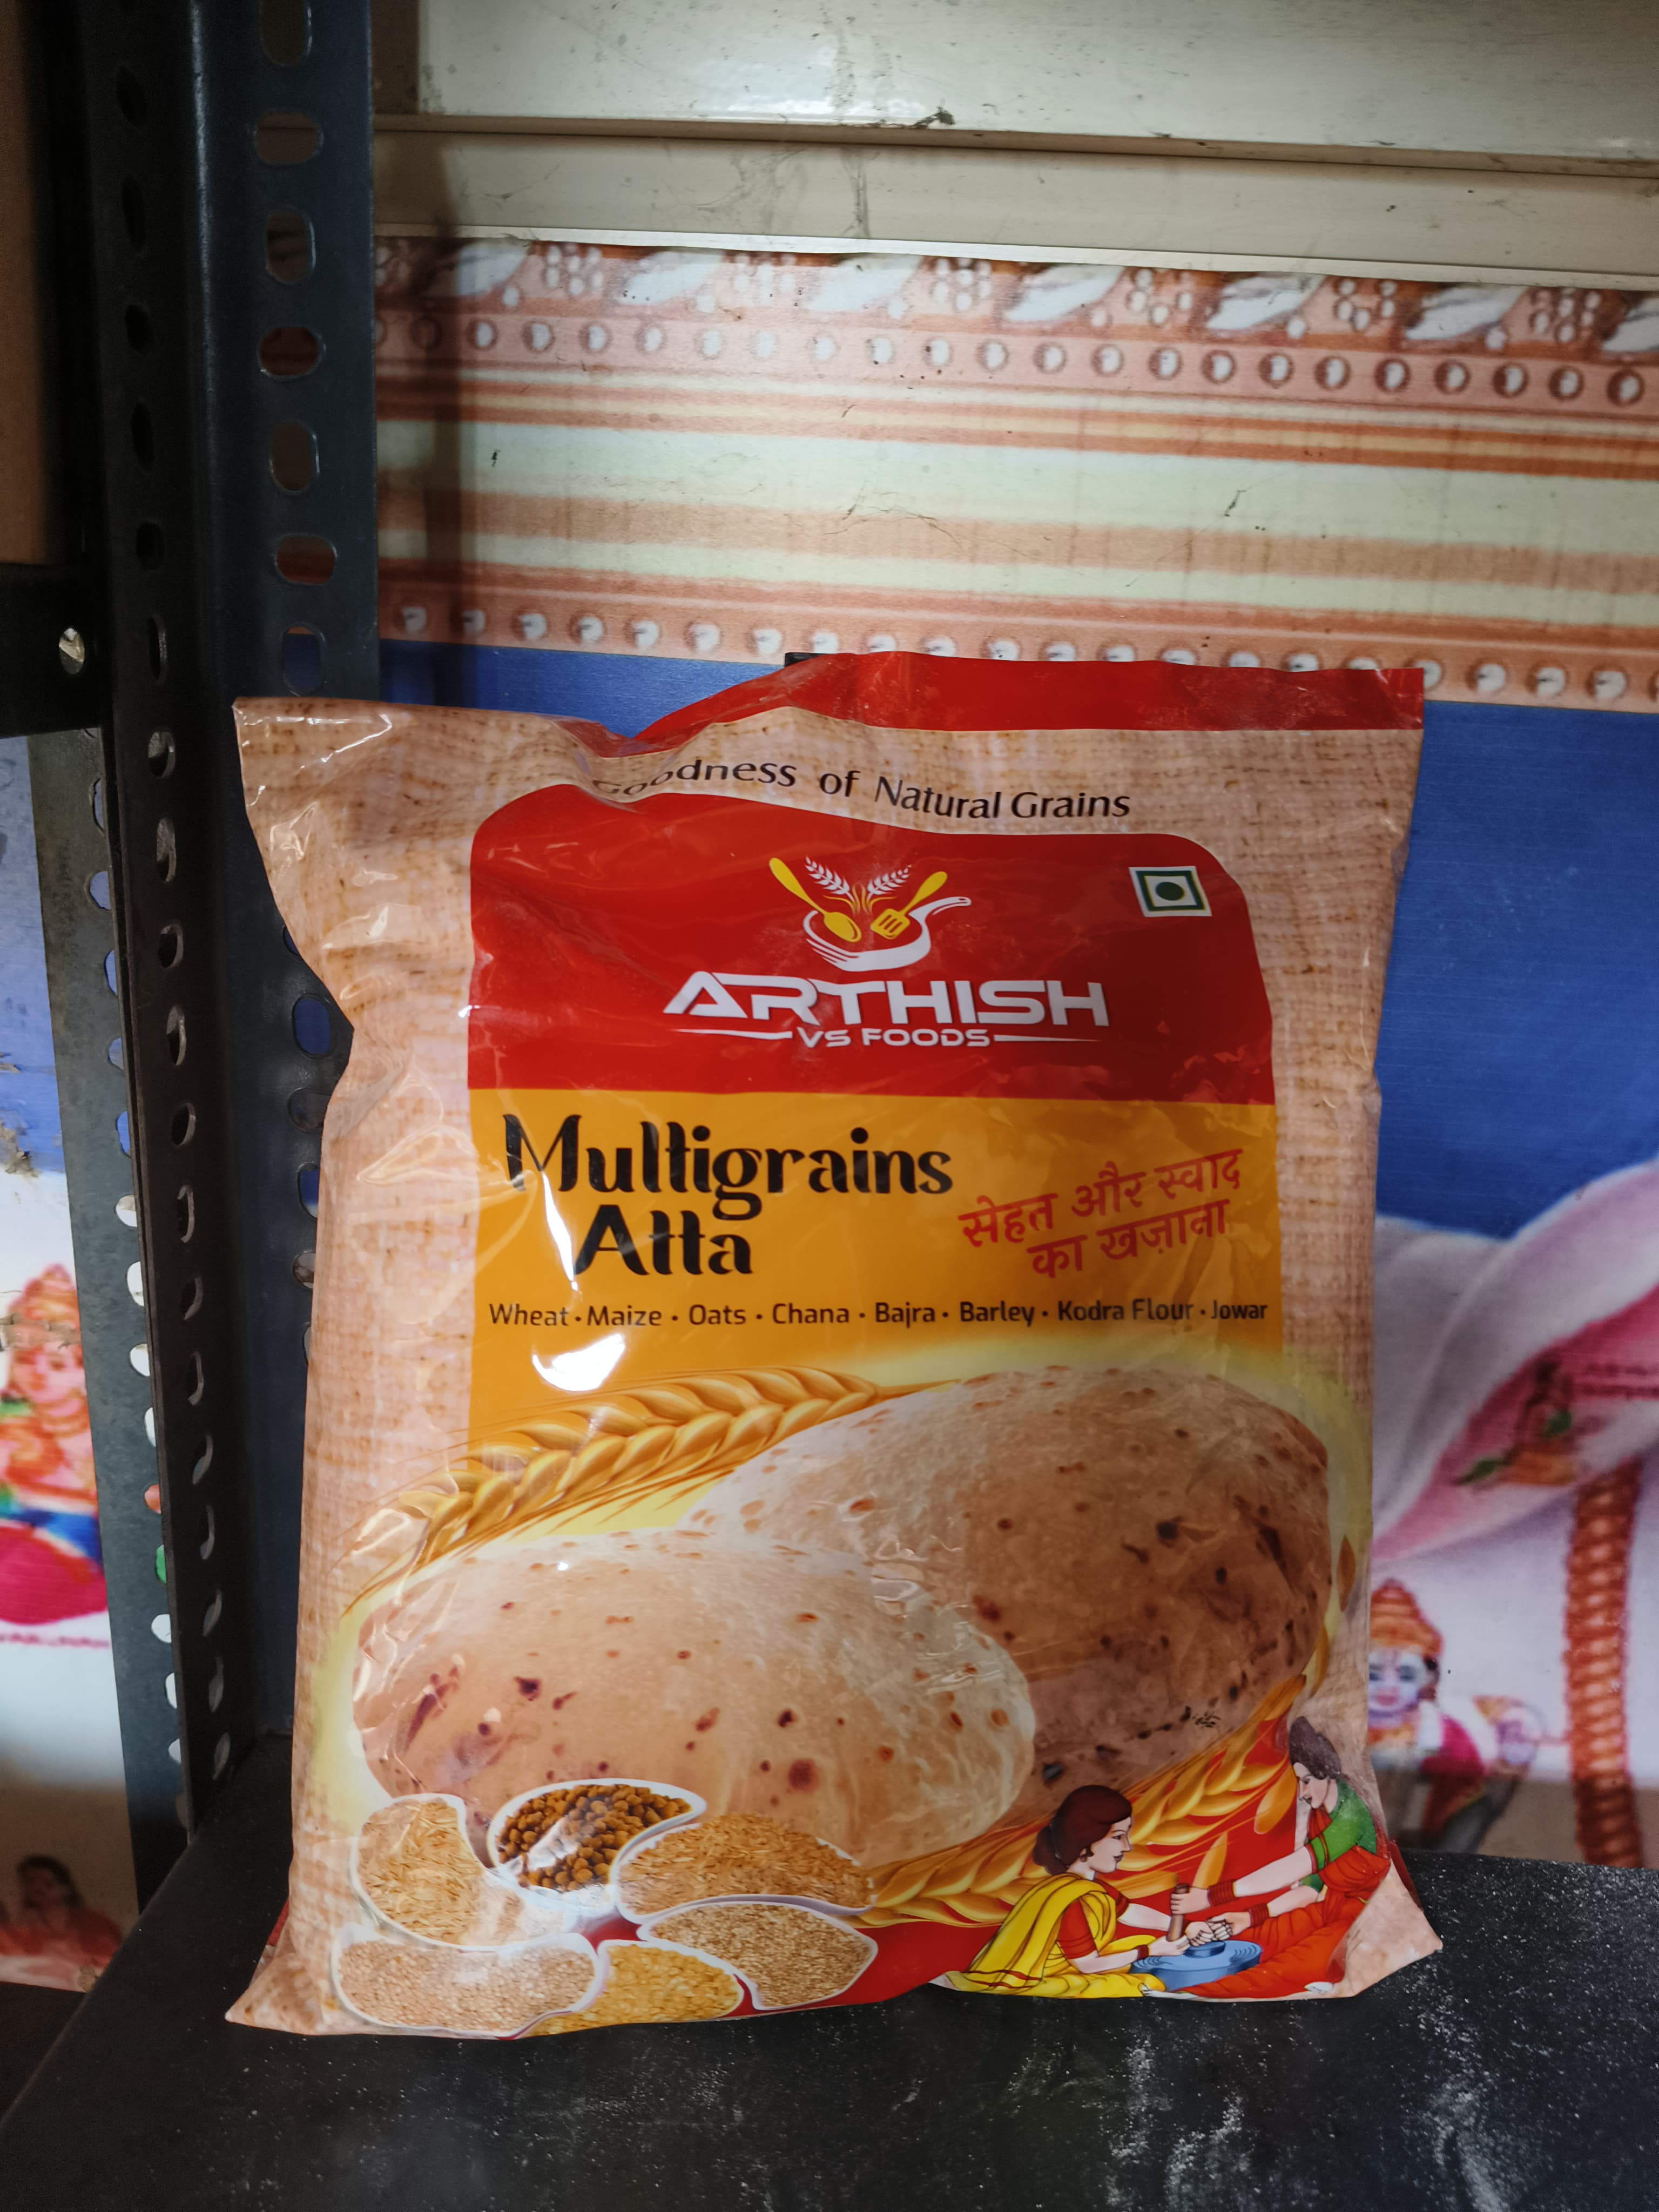 Goodness of Natural Grains
ARTHISH
VS FOODS
Multigrains
Atta
सेहत और स्वाद
का खज़ाना
Wheat • Maize • Oats • Chana • Bajra • Barley • Kodra Flour • Jowar